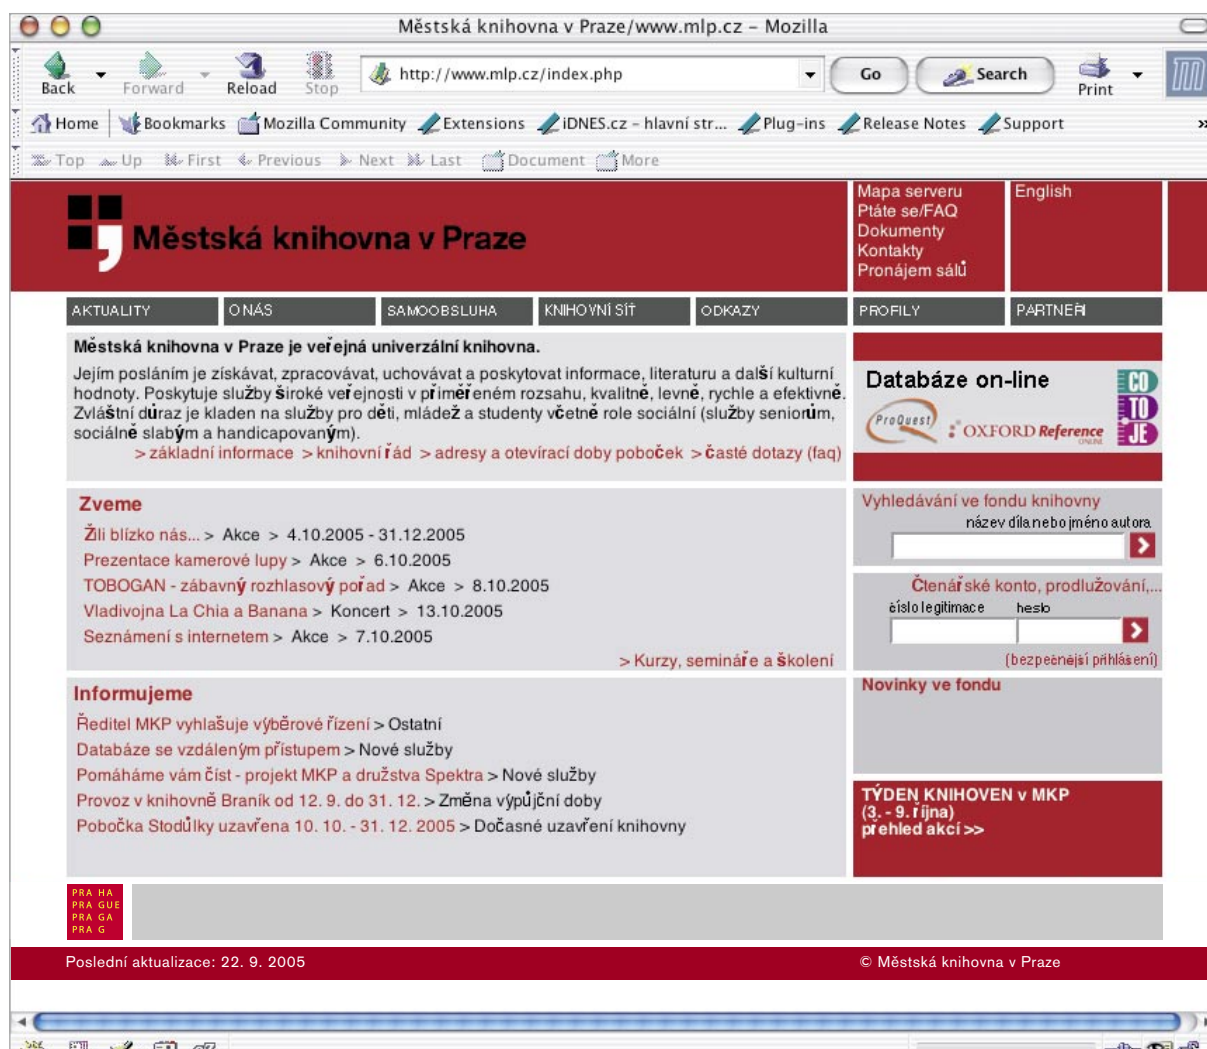 Městská knihovna v Praze/www.mlp.cz – Mozilla
Back Forward Reload Stop http://www.mlp.cz/index.php Go Search Print
Home Bookmarks Mozilla Community Extensions iDNES.cz – hlavní str... Plug-ins Release Notes Support »
Top Up First Previous Next Last Document More
Mapa serveru English
Ptáte se/FAQ
Dokumenty
Kontakty
Pronájem sálů
Městská knihovna v Praze
AKTUALITY O NÁS SAMOOBSLUHA KNIHOVNÍ SÍŤ ODKAZY PROFILY PARTNEŘI
Městská knihovna v Praze je veřejná univerzální knihovna.
Jejím posláním je získávat, zpracovávat, uchovávat a poskytovat informace, literaturu a další kulturní
hodnoty. Poskytuje služby široké veřejnosti v přiměřeném rozsahu, kvalitně, levně, rychle a efektivně.
Zvláštní důraz je kladen na služby pro děti, mládež a studenty včetně role sociální (služby seniorům,
sociálně slabým a handicapovaným).
> základní informace > knihovní řád > adresy a otevírací doby poboček > časté dotazy (faq)
Databáze on-line
ProQuest OXFORD Reference ONLINE
CO TO JE
Zveme
Žili blízko nás... > Akce > 4.10.2005 - 31.12.2005
Prezentace kamerové lupy > Akce > 6.10.2005
TOBOGAN - zábavný rozhlasový pořad > Akce > 8.10.2005
Vladivojna La Chia a Banana > Koncert > 13.10.2005
Seznámení s internetem > Akce > 7.10.2005
> Kurzy, semináře a školení
Vyhledávání ve fondu knihovny
název díla nebo jméno autora
Čtenářské konto, prodlužování,...
èíslo legitimace heslo
(bezpeènìjší pøihlášení)
Informujeme
Ředitel MKP vyhlašuje výběrové řízení > Ostatní
Databáze se vzdáleným přístupem > Nové služby
Pomáháme vám číst - projekt MKP a družstva Spektra > Nové služby
Provoz v knihovně Braník od 12. 9. do 31. 12. > Změna výpůjční doby
Pobočka Stodůlky uzavřena 10. 10. - 31. 12. 2005 > Dočasné uzavření knihovny
Novinky ve fondu
TÝDEN KNIHOVEN v MKP
(3. - 9. října)
přehled akcí >>
PRA HA
PRA GUE
PRA GA
PRA G
Poslední aktualizace: 22. 9. 2005 © Městská knihovna v Praze